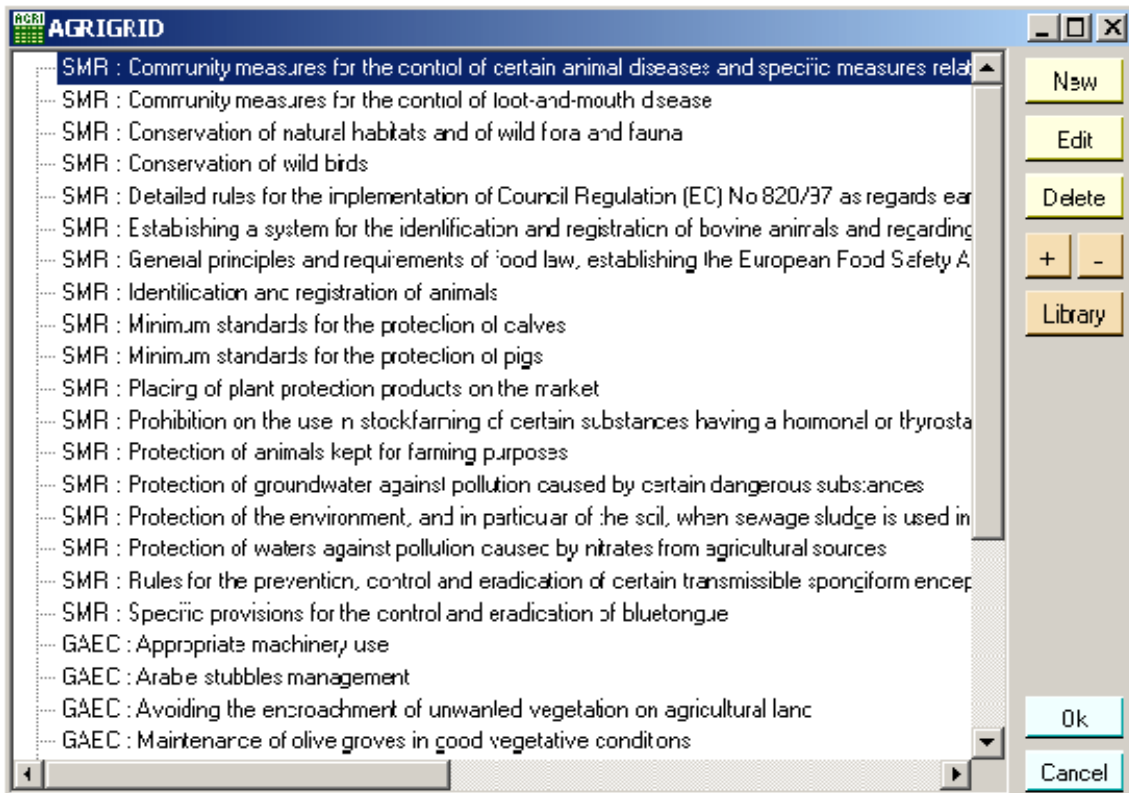 AGRI
AGRIGRID
SMR : Community measures for the control of certain animal diseases and specific measures relat
SMR : Community measures for the control of foot-and-mouth disease
SMR : Conservation of natural habitats and of wild fora and fauna
SMR : Conservation of wild birds
SMR : Detailed rules for the implementation of Council Regulation (EC) No 820/97 as regards ear
SMR : Estabishing a system for the identification and registration of bovine animals and regarding
SMR : General principles and requirements of food law, establishing the European Food Safety A
SMR : Identification and registration of animals
SMR : Minimum standards for the protection of calves
SMR : Minimum standards for the protection of pigs
SMR : Placing of plant protection products on the market
SMR : Prohibition on the use in stockfarming of certain substances having a hormonal or thyrosta
SMR : Protection of animals kept for farming purposes
SMR : Protection of groundwater against pollution caused by certain dangerous substances
SMR : Protection of the environment, and in particular of the soil, when sewage sludge is used in
SMR : Protection of waters against pollution caused by nitrates from agricultural sources
SMR : Rules for the prevention, control and eradication of certain transmissible spongiform encep
SMR : Specific provisions for the control and eradication of bluetongue
GAEC : Appropriate machinery use
GAEC : Arable stubbles management
GAEC : Avoiding the encroachment of unwanted vegetation on agricultural land
GAEC : Maintenance of olive groves in good vegetative conditons
New
Edit
Delete
+ -
Library
Ok
Cancel